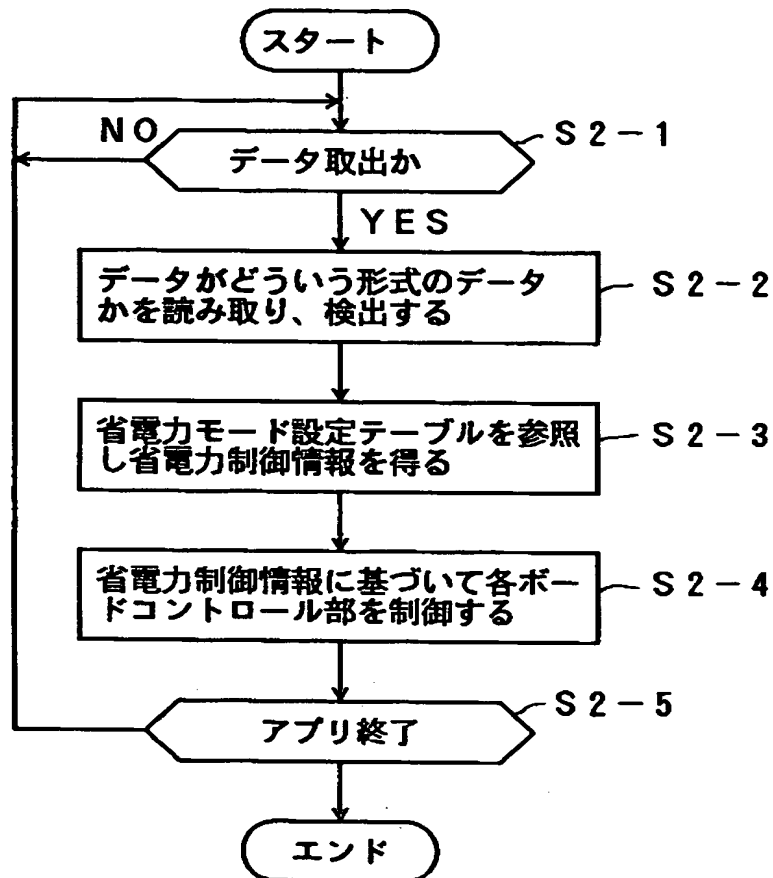 スタート
NO
データ取出か
S2-1
YES
データがどういう形式のデータ
かを読み取り、検出する
S2-2
省電力モード設定テーブルを参照
し省電力制御情報を得る
S2-3
省電力制御情報に基づいて各ボー
ドコントロール部を制御する
S2-4
アプリ終了
S2-5
エンド